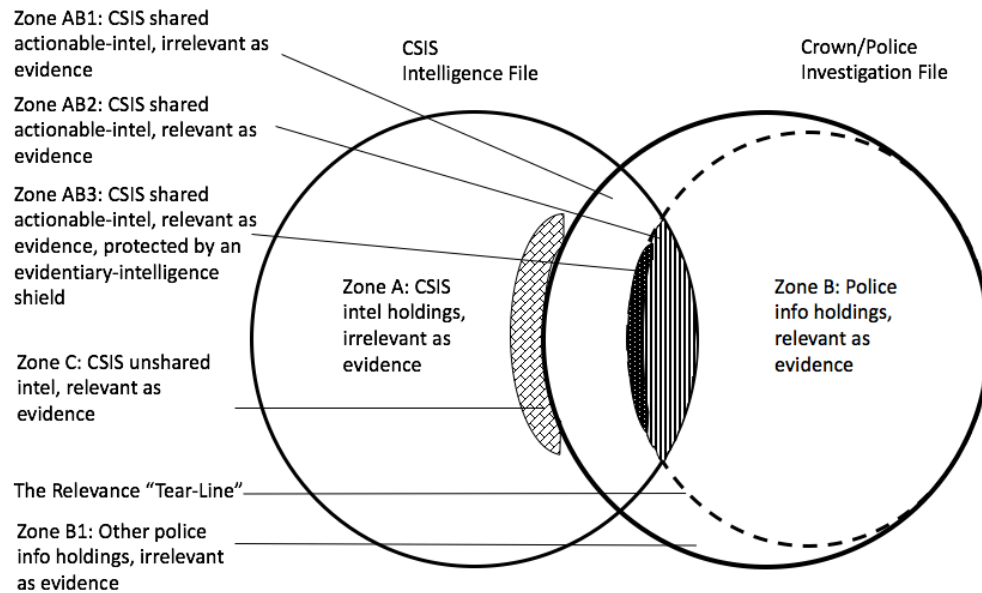 Zone AB1: CSIS shared
actionable-intel, irrelevant as
evidence
CSIS
Intelligence File
Crown/Police
Investigation File
Zone AB2: CSIS shared
actionable-intel, relevant as
evidence
Zone AB3: CSIS shared
actionable-intel, relevant as
evidence, protected by an
evidentiary-intelligence
shield
Zone A: CSIS
intel holdings,
irrelevant as
evidence
Zone B: Police
info holdings,
relevant as
evidence
Zone C: CSIS unshared
intel, relevant as
evidence
The Relevance “Tear-Line”
Zone B1: Other police
info holdings, irrelevant
as evidence